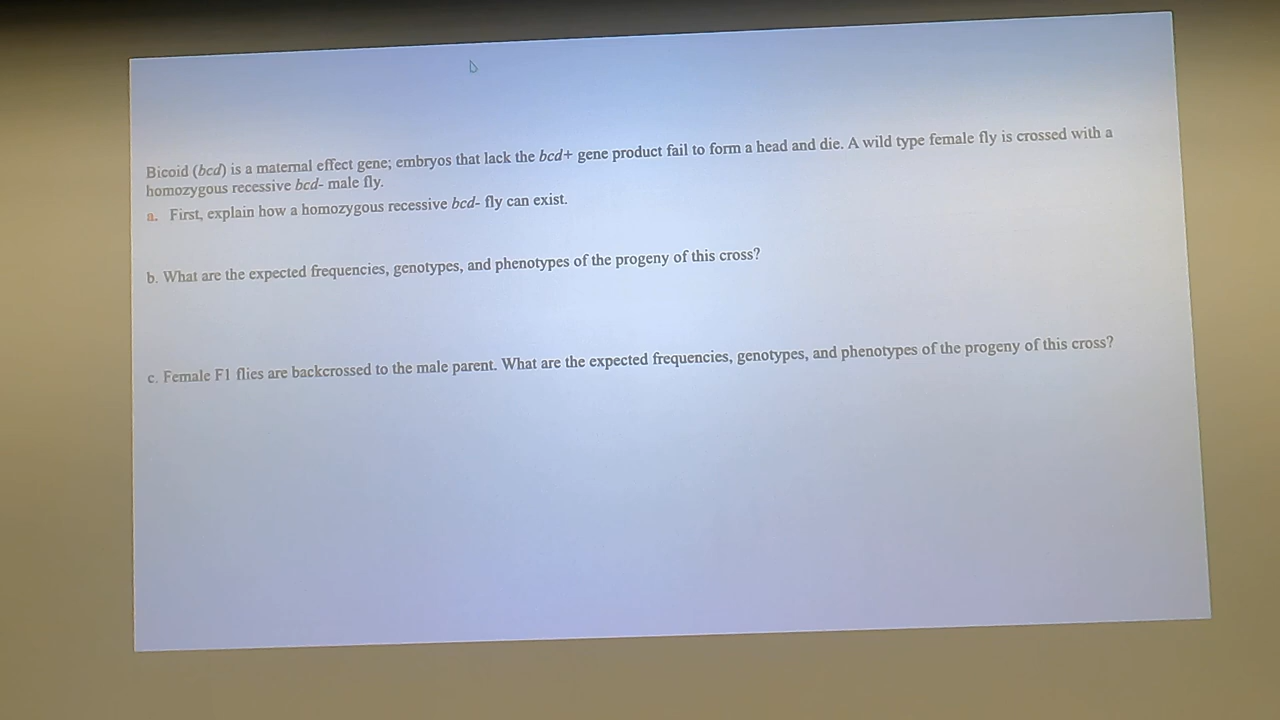 Bicoid (bcd) is a maternal effect gene; embryos that lack the bcd+ gene product fail to form a head and die. A wild type female fly is crossed with a
homozygous recessive bcd- male fly.
a. First, explain how a homozygous recessive bcd- fly can exist.
b. What are the expected frequencies, genotypes, and phenotypes of the progeny of this cross?
c. Female F1 flies are backcrossed to the male parent. What are the expected frequencies, genotypes, and phenotypes of the progeny of this cross?